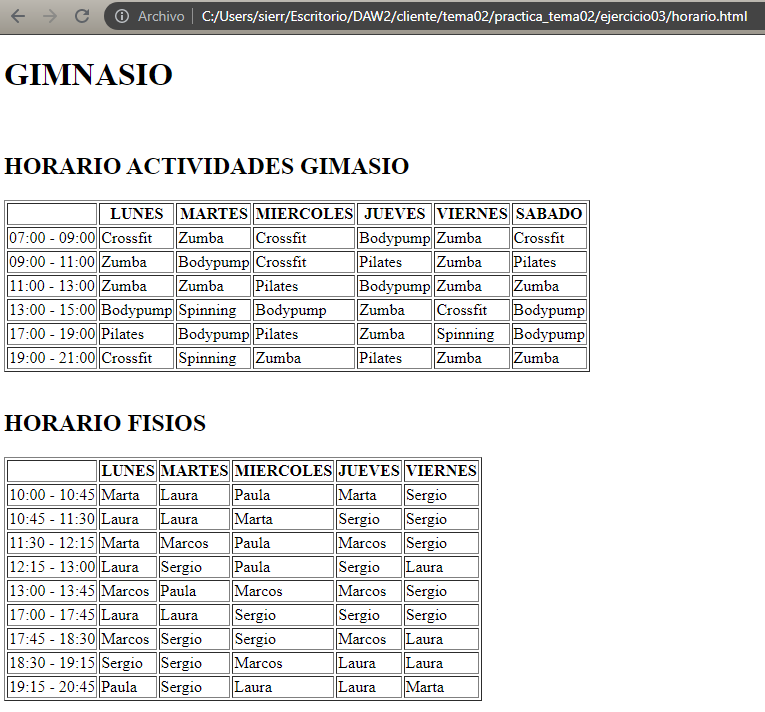 Archivo C:/Users/sierr/Escritorio/DAW2/cliente/tema02/practica_tema02/ejercicio03/horario.html
GIMNASIO
HORARIO ACTIVIDADES GIMASIO
LUNES MARTES MIERCOLES JUEVES VIERNES SABADO
07:00 - 09:00 Crossfit Zumba Crossfit Bodypump Zumba Crossfit
09:00 - 11:00 Zumba Bodypump Crossfit Pilates Zumba Pilates
11:00 - 13:00 Zumba Zumba Pilates Bodypump Zumba Zumba
13:00 - 15:00 Bodypump Spinning Bodypump Zumba Crossfit Bodypump
17:00 - 19:00 Pilates Bodypump Pilates Zumba Spinning Bodypump
19:00 - 21:00 Crossfit Spinning Zumba Pilates Zumba Zumba
HORARIO FISIOS
LUNES MARTES MIERCOLES JUEVES VIERNES
10:00 - 10:45 Marta Laura Paula Marta Sergio
10:45 - 11:30 Laura Laura Marta Sergio Sergio
11:30 - 12:15 Marta Marcos Paula Marcos Sergio
12:15 - 13:00 Laura Sergio Paula Sergio Laura
13:00 - 13:45 Marcos Paula Marcos Marcos Sergio
17:00 - 17:45 Laura Laura Sergio Sergio Sergio
17:45 - 18:30 Marcos Sergio Sergio Marcos Laura
18:30 - 19:15 Sergio Sergio Marcos Laura Laura
19:15 - 20:45 Paula Sergio Laura Laura Marta